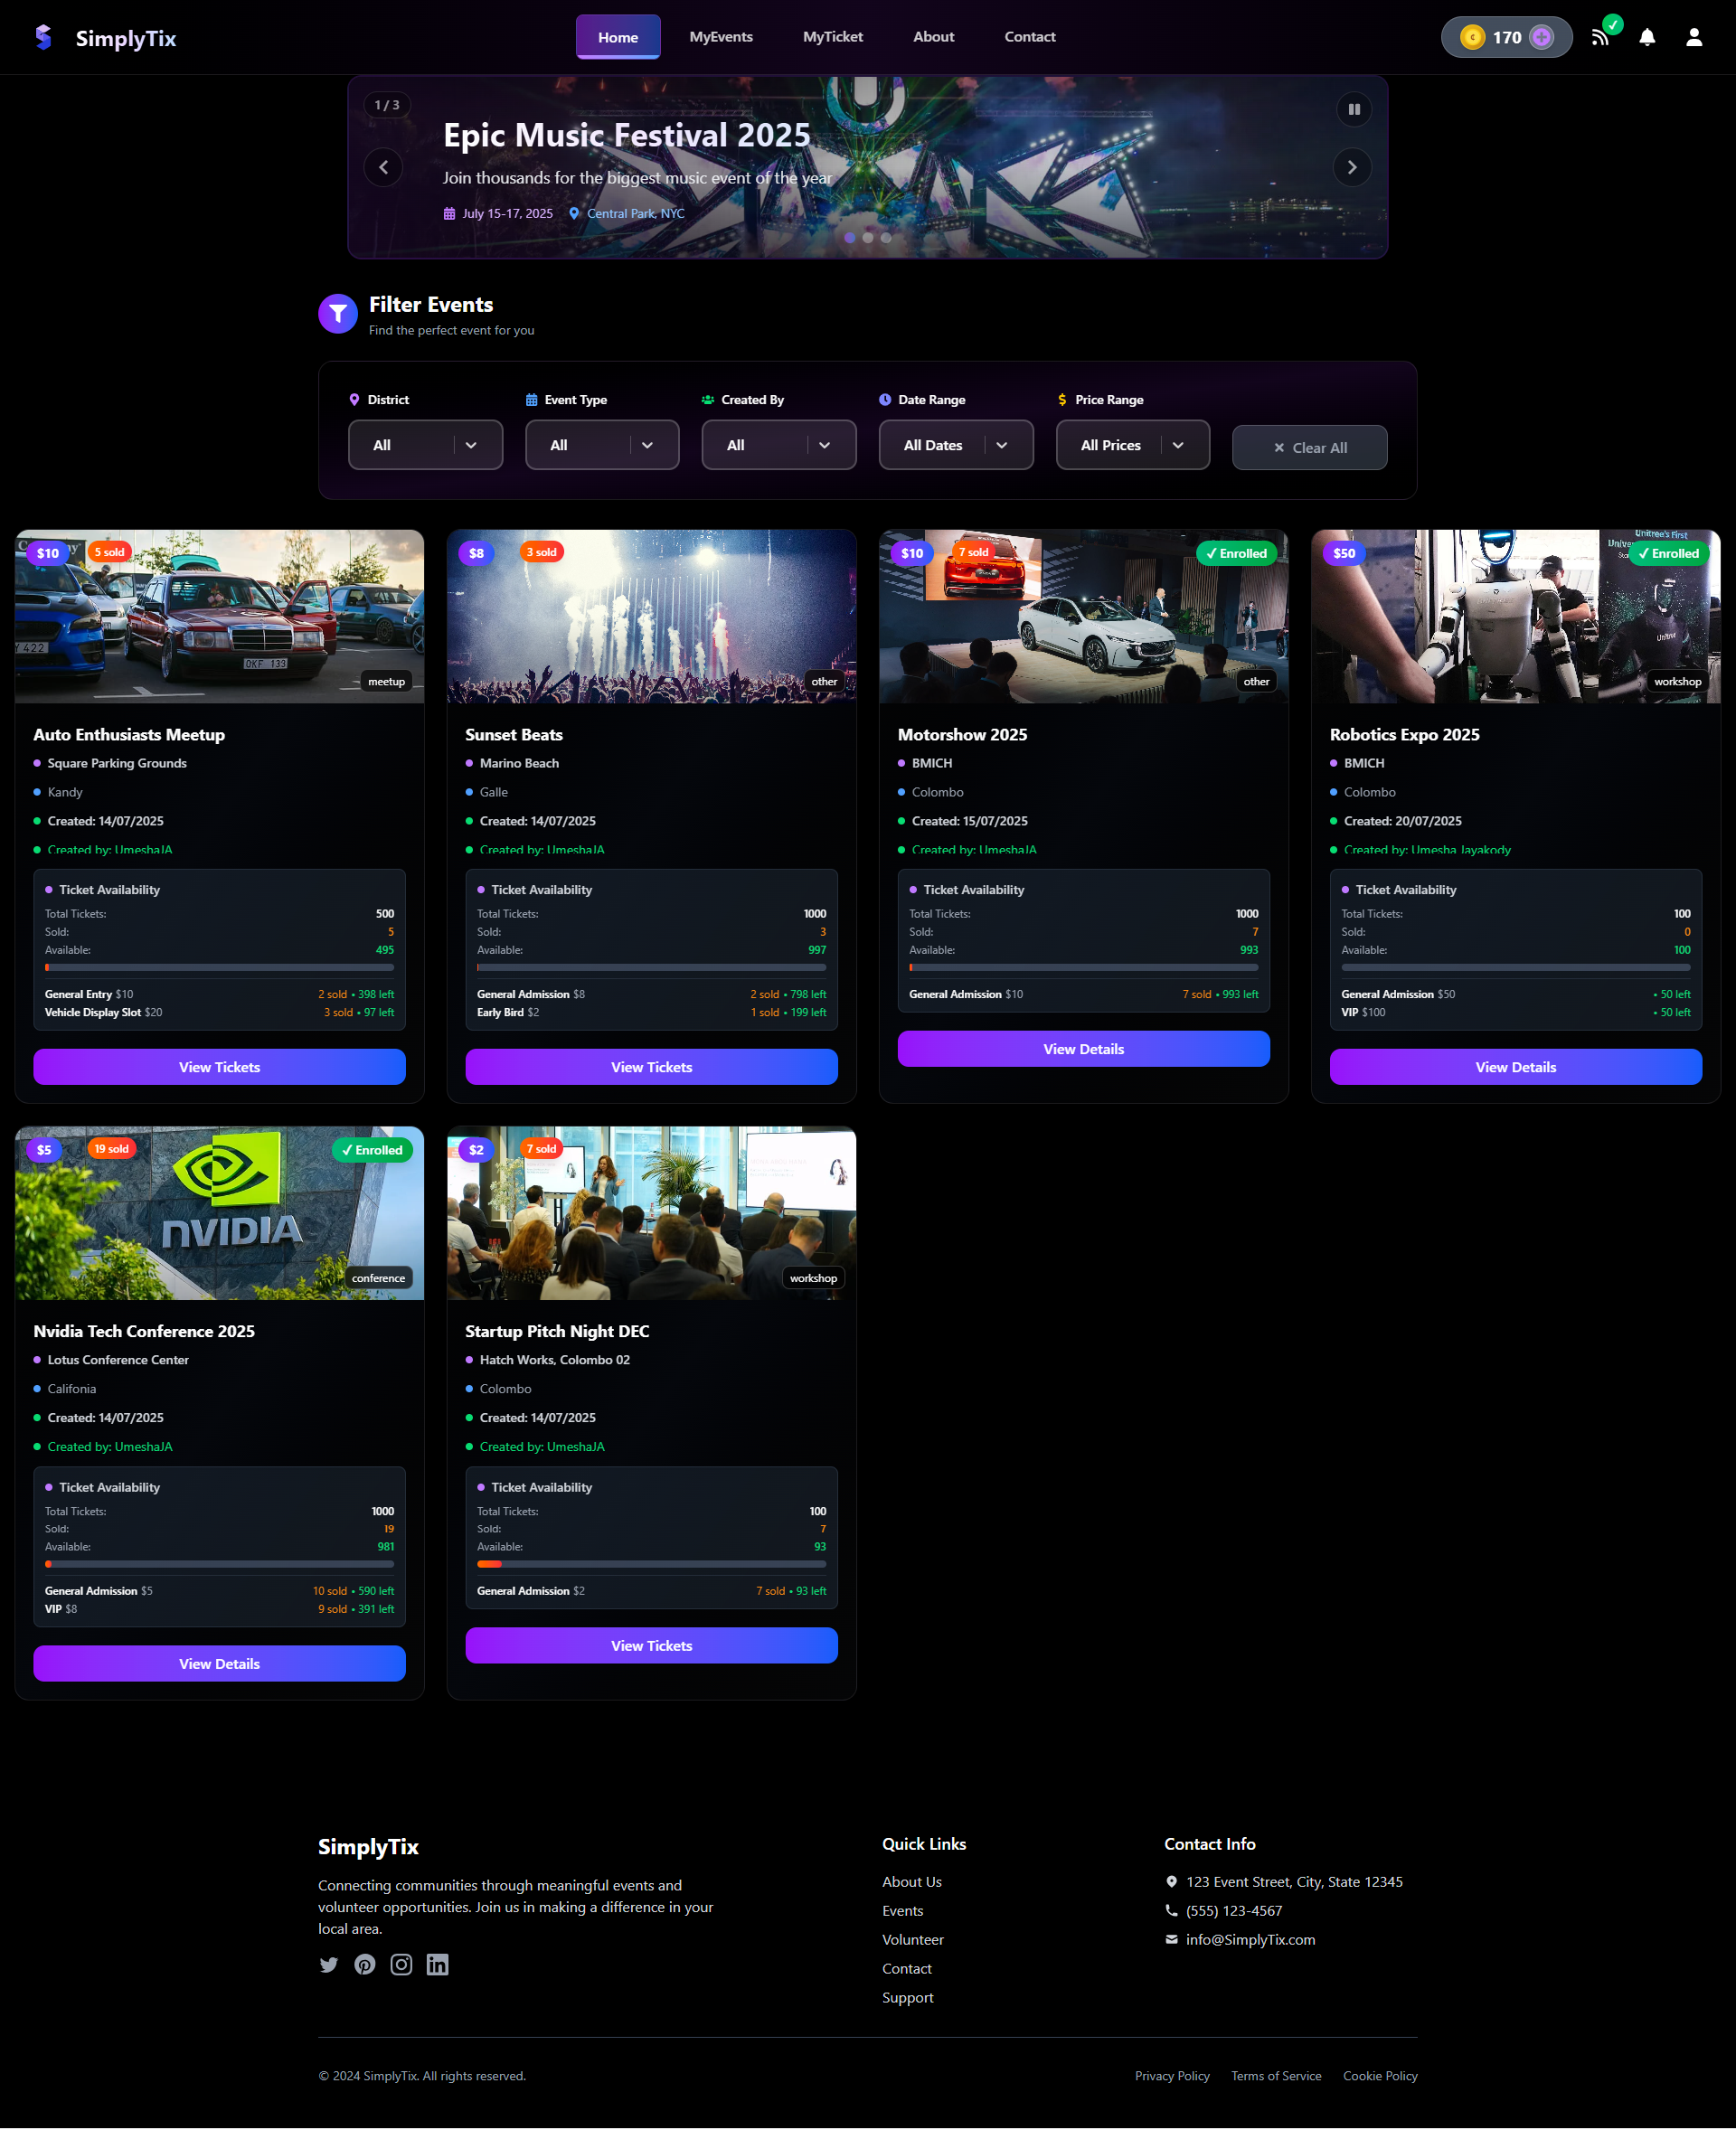 SimplyTix
Home
MyEvents
MyTicket
About
Contact
170
1 / 3
Epic Music Festival 2025
Join thousands for the biggest music event of the year
July 15-17, 2025
Central Park, NYC
Filter Events
Find the perfect event for you
District
Event Type
Created By
Date Range
Price Range
All
All
All
All Dates
All Prices
Clear All
$10
5 sold
DKF 133
Y 422
meetup
Auto Enthusiasts Meetup
Square Parking Grounds
Kandy
Created: 14/07/2025
Created by: UmeshaJA
Ticket Availability
Total Tickets: 500
Sold: 5
Available: 495
General Entry $10 2 sold • 398 left
Vehicle Display Slot $20 3 sold • 97 left
View Tickets
$8
3 sold
other
Sunset Beats
Marino Beach
Galle
Created: 14/07/2025
Created by: UmeshaJA
Ticket Availability
Total Tickets: 1000
Sold: 3
Available: 997
General Admission $8 2 sold • 798 left
Early Bird $2 1 sold • 199 left
View Tickets
$10
7 sold
✓ Enrolled
other
Motorshow 2025
BMICH
Colombo
Created: 15/07/2025
Created by: UmeshaJA
Ticket Availability
Total Tickets: 1000
Sold: 7
Available: 993
General Admission $10 7 sold • 993 left
View Details
$50
Unitree's First
✓ Enrolled
Unitree
workshop
Robotics Expo 2025
BMICH
Colombo
Created: 20/07/2025
Created by: Umesha Jayakody
Ticket Availability
Total Tickets: 100
Sold: 0
Available: 100
General Admission $50 • 50 left
VIP $100 • 50 left
View Details
$5
19 sold
✓ Enrolled
NVIDIA
conference
Nvidia Tech Conference 2025
Lotus Conference Center
Califonia
Created: 14/07/2025
Created by: UmeshaJA
Ticket Availability
Total Tickets: 1000
Sold: 19
Available: 981
General Admission $5 10 sold • 590 left
VIP $8 9 sold • 391 left
View Details
$2
7 sold
workshop
Startup Pitch Night DEC
Hatch Works, Colombo 02
Colombo
Created: 14/07/2025
Created by: UmeshaJA
Ticket Availability
Total Tickets: 100
Sold: 7
Available: 93
General Admission $2 7 sold • 93 left
View Tickets
SimplyTix
Connecting communities through meaningful events and
volunteer opportunities. Join us in making a difference in your
local area.
Quick Links
About Us
Events
Volunteer
Contact
Support
Contact Info
123 Event Street, City, State 12345
(555) 123-4567
info@SimplyTix.com
© 2024 SimplyTix. All rights reserved.
Privacy Policy
Terms of Service
Cookie Policy